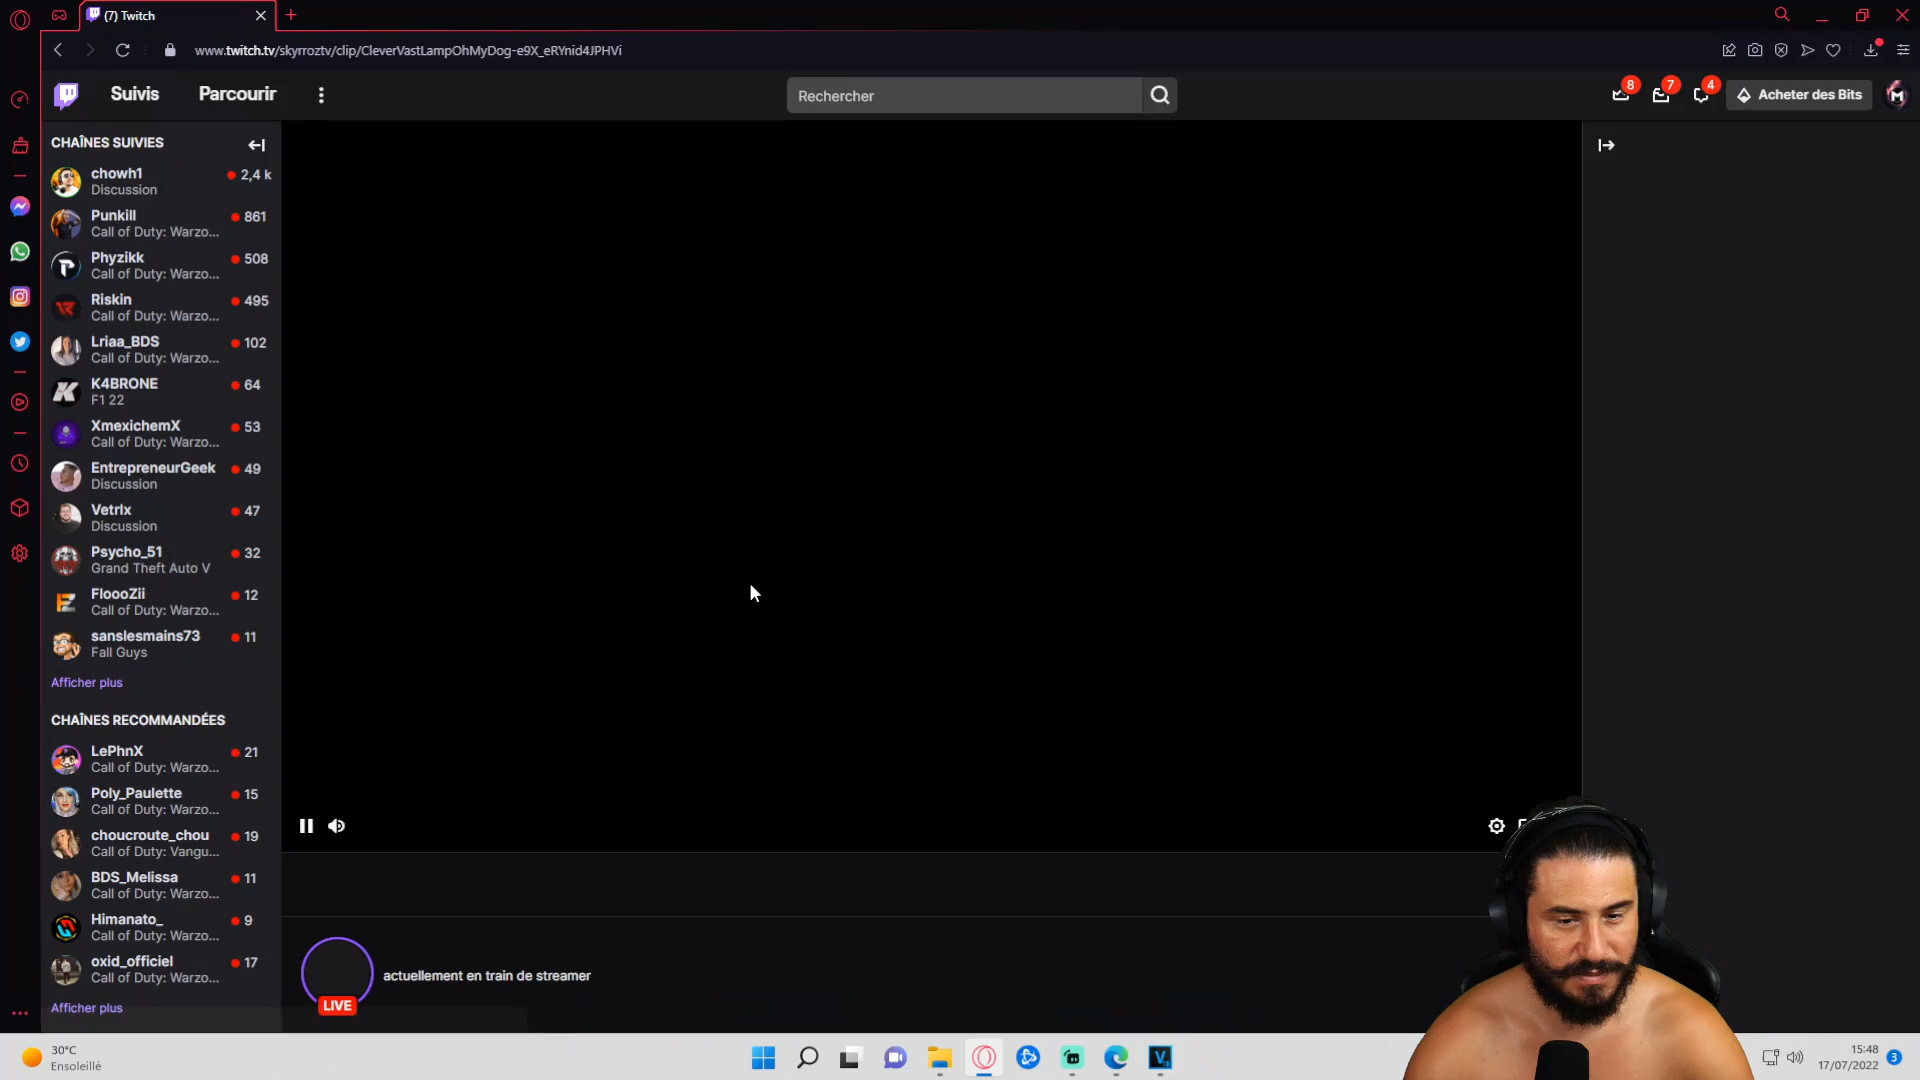 (7) Twitch
www.twitch.tv/skyrroztv/clip/CleverVastLampOhMyDog-e9X_eRYnid4JPHVi
Suivis
Parcourir
Rechercher
8
7
4
Acheter des Bits
CHAÎNES SUIVIES
chowh1
2,4 k
Discussion
Punkill
861
Call of Duty: Warzo...
Phyzikk
508
Call of Duty: Warzo...
Riskin
495
Call of Duty: Warzo...
Lriaa_BDS
102
Call of Duty: Warzo...
K4BRONE
64
F1 22
XmexichemX
53
Call of Duty: Warzo...
EntrepreneurGeek
49
Discussion
Vetrlx
47
Discussion
Psycho_51
32
Grand Theft Auto V
FloooZii
12
Call of Duty: Warzo...
sanslesmains73
11
Fall Guys
Afficher plus
CHAÎNES RECOMMANDÉES
LePhnX
21
Call of Duty: Warzo...
Poly_Paulette
15
Call of Duty: Warzo...
choucroute_chou
19
Call of Duty: Vangu...
BDS_Melissa
11
Call of Duty: Warzo...
Himanato_
9
Call of Duty: Warzo...
oxid_officiel
17
Call of Duty: Warzo...
Afficher plus
actuellement en train de streamer
LIVE
30°C
Ensoleillé
15:48
17/07/2022
3